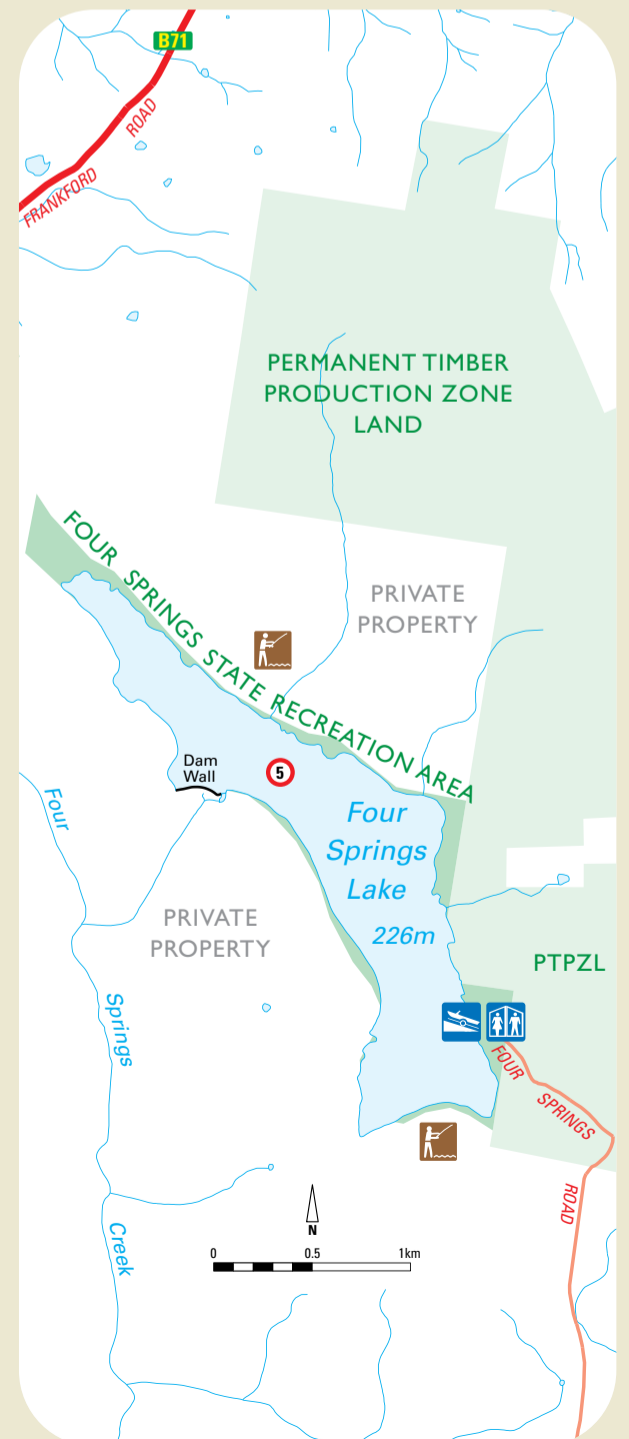 B71
FRANKFORD ROAD
PERMANENT TIMBER
PRODUCTION ZONE
LAND
FOUR SPRINGS STATE RECREATION AREA
PRIVATE
PROPERTY
Dam
Wall
5
Four
Springs
Lake
226m
Four Springs Creek
PRIVATE
PROPERTY
PTPZL
FOUR SPRINGS ROAD
N
0 0.5 1km